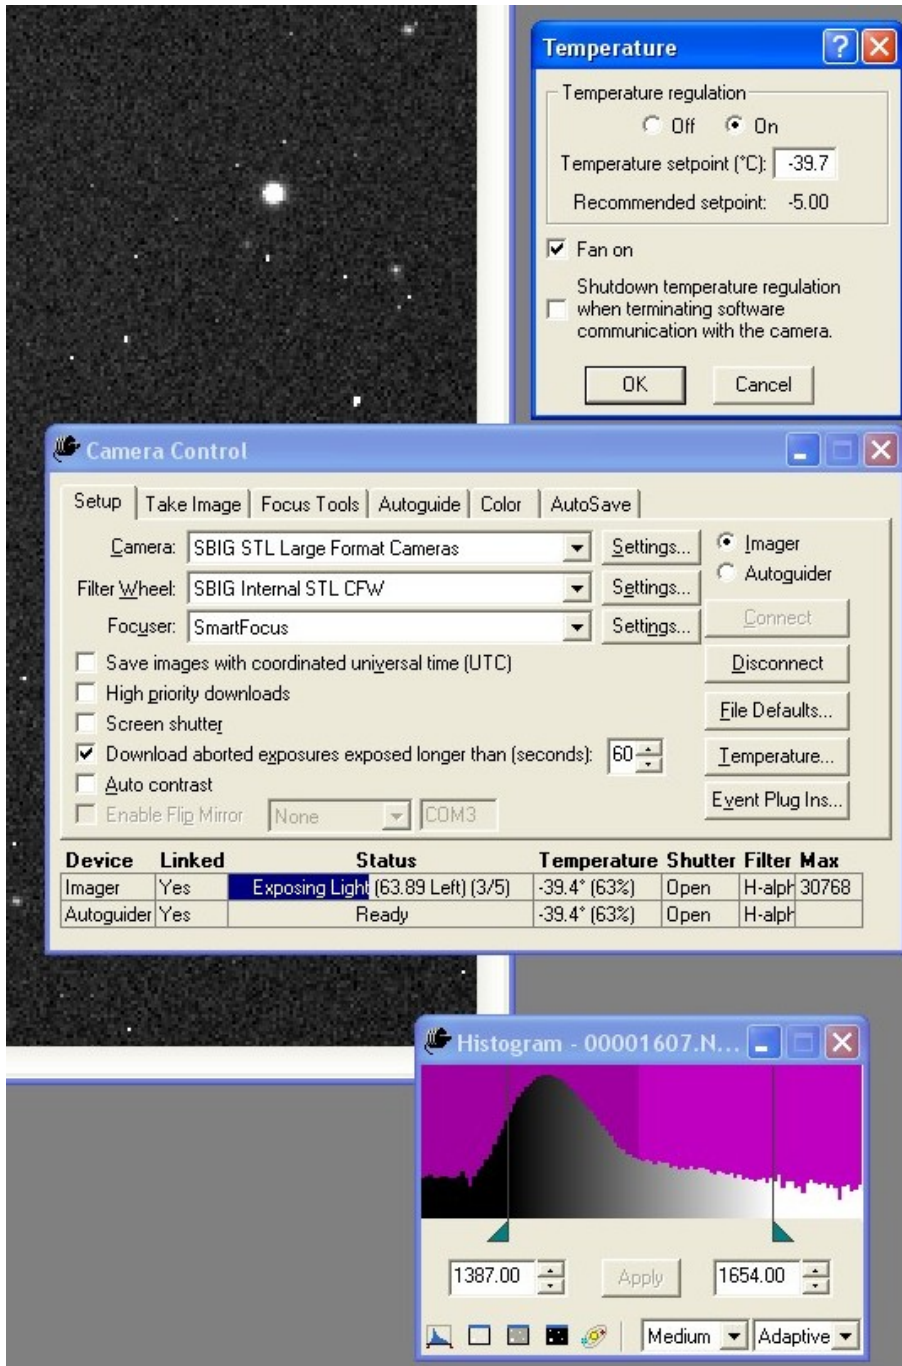 Temperature
Temperature regulation
Off On
Temperature setpoint (°C): -39.7
Recommended setpoint: -5.00
Fan on
Shutdown temperature regulation
when terminating software
communication with the camera.
OK Cancel
Camera Control
Setup Take Image Focus Tools Autoguide Color AutoSave
Camera: SBIG STL Large Format Cameras Settings... Imager
Autoguider
Filter Wheel: SBIG Internal STL CFW Settings...
Focuser: SmartFocus Settings... Connect
Save images with coordinated universal time (UTC) Disconnect
High priority downloads
Screen shutter File Defaults...
Download aborted exposures exposed longer than (seconds): 60 Temperature...
Auto contrast
Enable Flip Mirror None COM3 Event Plug Ins...
Device Linked Status Temperature Shutter Filter Max
Imager Yes Exposing Light (63.89 Left) (3/5) -39.4° (63%) Open H-alph 30768
Autoguider Yes Ready -39.4° (63%) Open H-alph
Histogram - 00001607.N...
1387.00 Apply 1654.00
Medium Adaptive